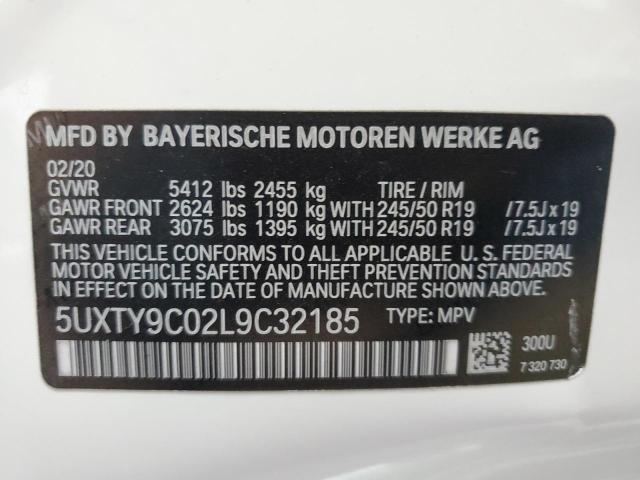 MFD BY BAYERISCHE MOTOREN WERKE AG
02/20
GVWR 5412 lbs 2455 kg TIRE / RIM
GAWR FRONT 2624 lbs 1190 kg WITH 245/50 R19 /7.5J x 19
GAWR REAR 3075 lbs 1395 kg WITH 245/50 R19 /7.5J x 19
THIS VEHICLE CONFORMS TO ALL APPLICABLE U. S. FEDERAL
MOTOR VEHICLE SAFETY AND THEFT PREVENTION STANDARDS
IN EFFECT ON THE DATE OF MANUFACTURE SHOWN ABOVE.
5UXTY9C02L9C32185 TYPE: MPV
300U
7 320 730